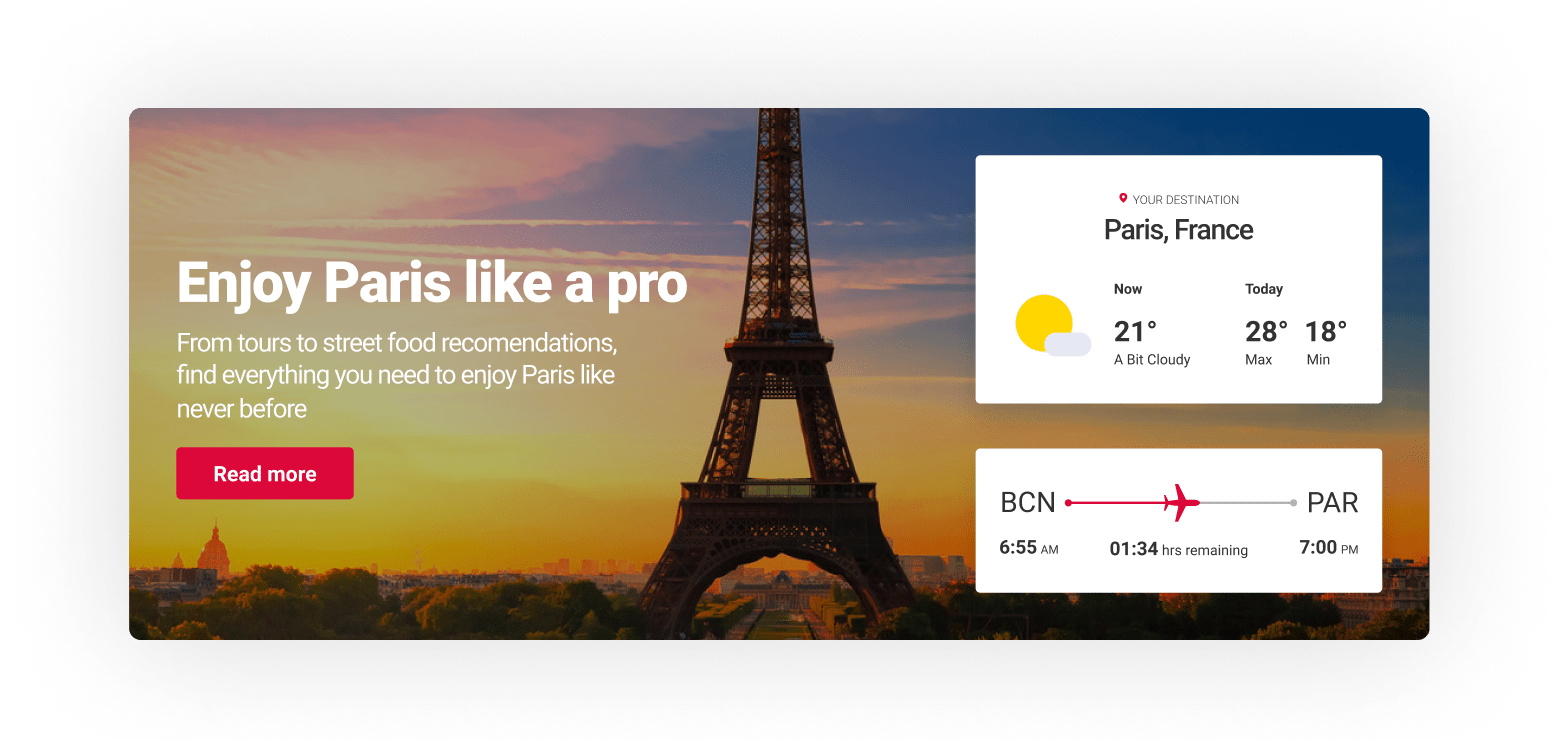 Enjoy Paris like a pro
From tours to street food recomendations,
find everything you need to enjoy Paris like
never before
Read more
YOUR DESTINATION
Paris, France
Now
Today
21°
28° 18°
A Bit Cloudy
Max Min
BCN PAR
6:55 AM
01:34 hrs remaining
7:00 PM